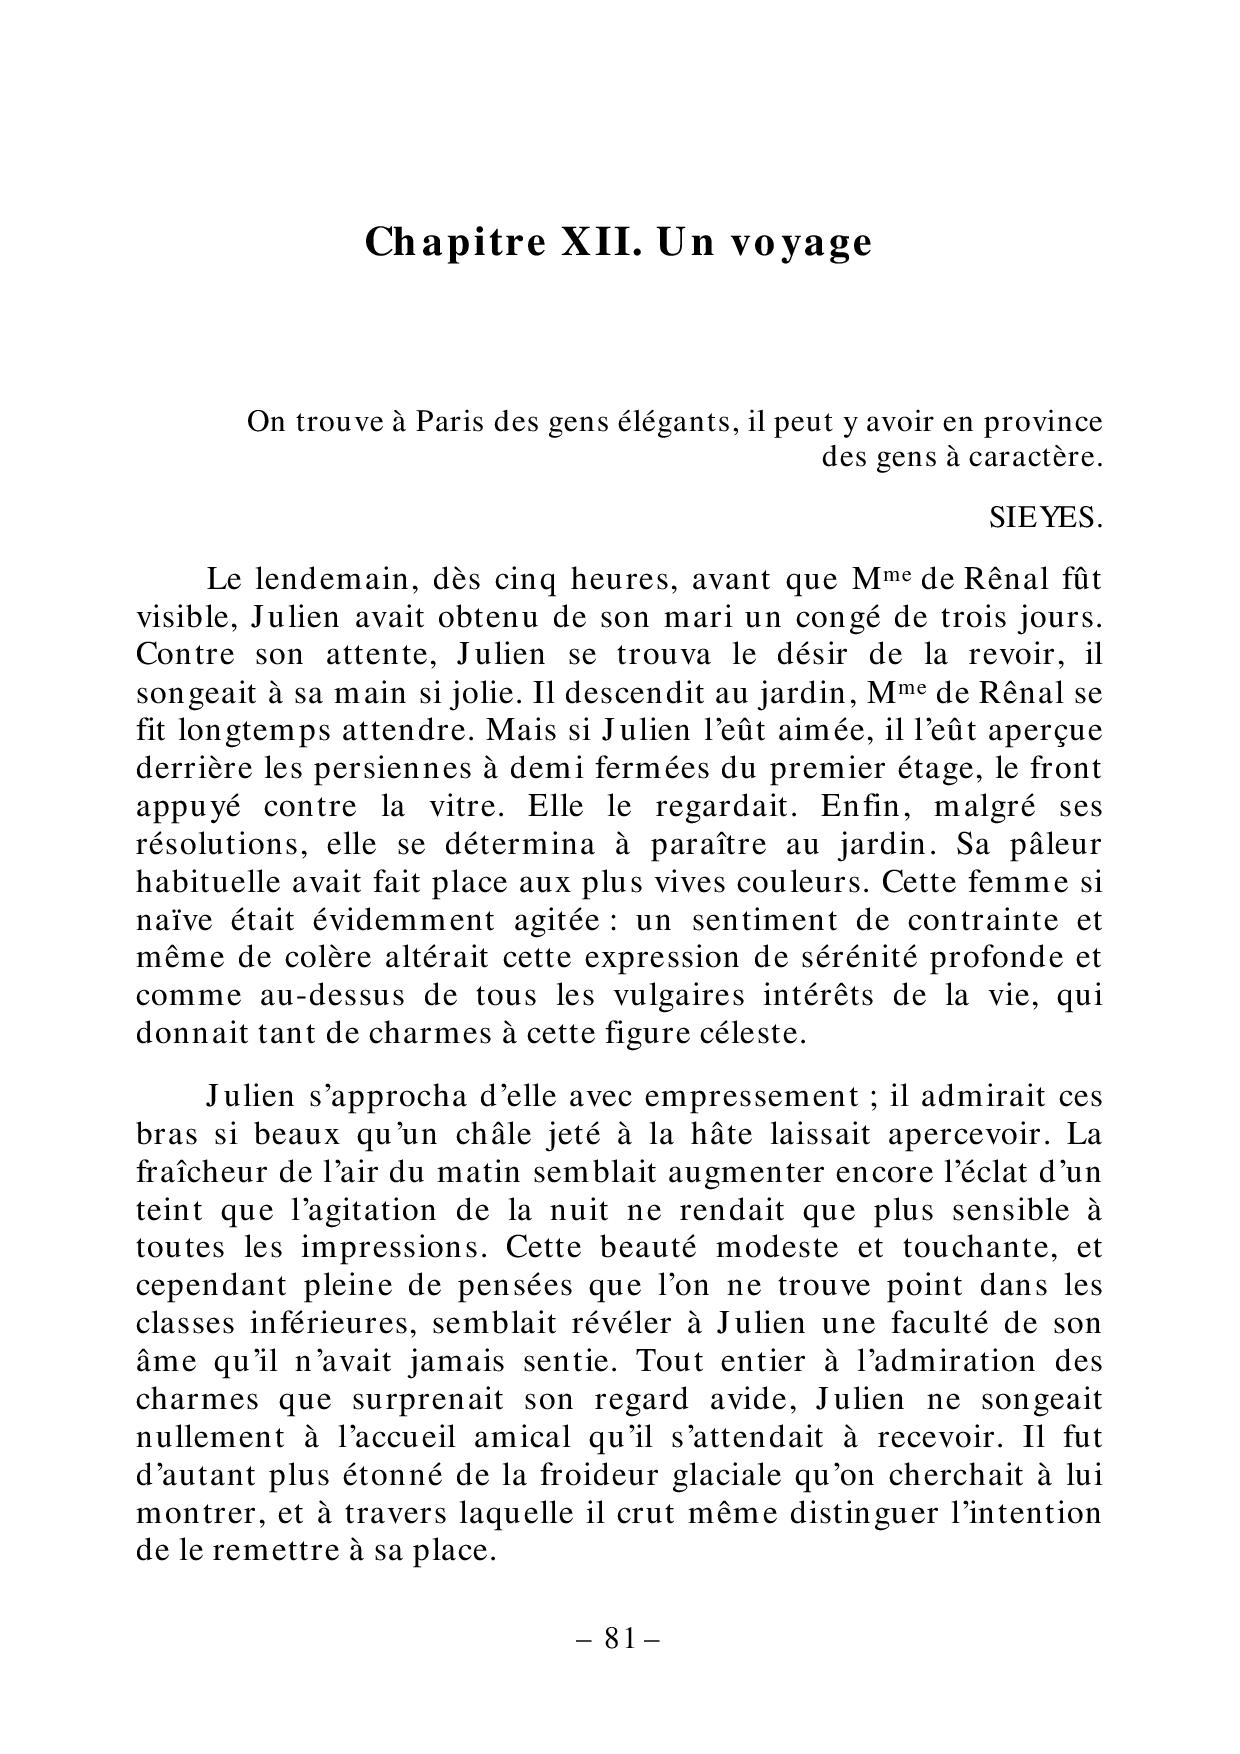 Chapitre XII. Un voyage
On trouve à Paris des gens élégants, il peut y avoir en province
des gens à caractère.
SIEYES.
Le lendemain, dès cinq heures, avant que Mme de Rênal fût
visible, Julien avait obtenu de son mari un congé de trois jours.
Contre son attente, Julien se trouva le désir de la revoir, il
songeait à sa main si jolie. Il descendit au jardin, Mme de Rênal se
fit longtemps attendre. Mais si Julien l’eût aimée, il l’eût aperçue
derrière les persiennes à demi fermées du premier étage, le front
appuyé contre la vitre. Elle le regardait. Enfin, malgré ses
résolutions, elle se détermina à paraître au jardin. Sa pâleur
habituelle avait fait place aux plus vives couleurs. Cette femme si
naïve était évidemment agitée : un sentiment de contrainte et
même de colère altérait cette expression de sérénité profonde et
comme au-dessus de tous les vulgaires intérêts de la vie, qui
donnait tant de charmes à cette figure céleste.
Julien s’approcha d’elle avec empressement ; il admirait ces
bras si beaux qu’un châle jeté à la hâte laissait apercevoir. La
fraîcheur de l’air du matin semblait augmenter encore l’éclat d’un
teint que l’agitation de la nuit ne rendait que plus sensible à
toutes les impressions. Cette beauté modeste et touchante, et
cependant pleine de pensées que l’on ne trouve point dans les
classes inférieures, semblait révéler à Julien une faculté de son
âme qu’il n’avait jamais sentie. Tout entier à l’admiration des
charmes que surprenait son regard avide, Julien ne songeait
nullement à l’accueil amical qu’il s’attendait à recevoir. Il fut
d’autant plus étonné de la froideur glaciale qu’on cherchait à lui
montrer, et à travers laquelle il crut même distinguer l’intention
de le remettre à sa place.
– 81 –